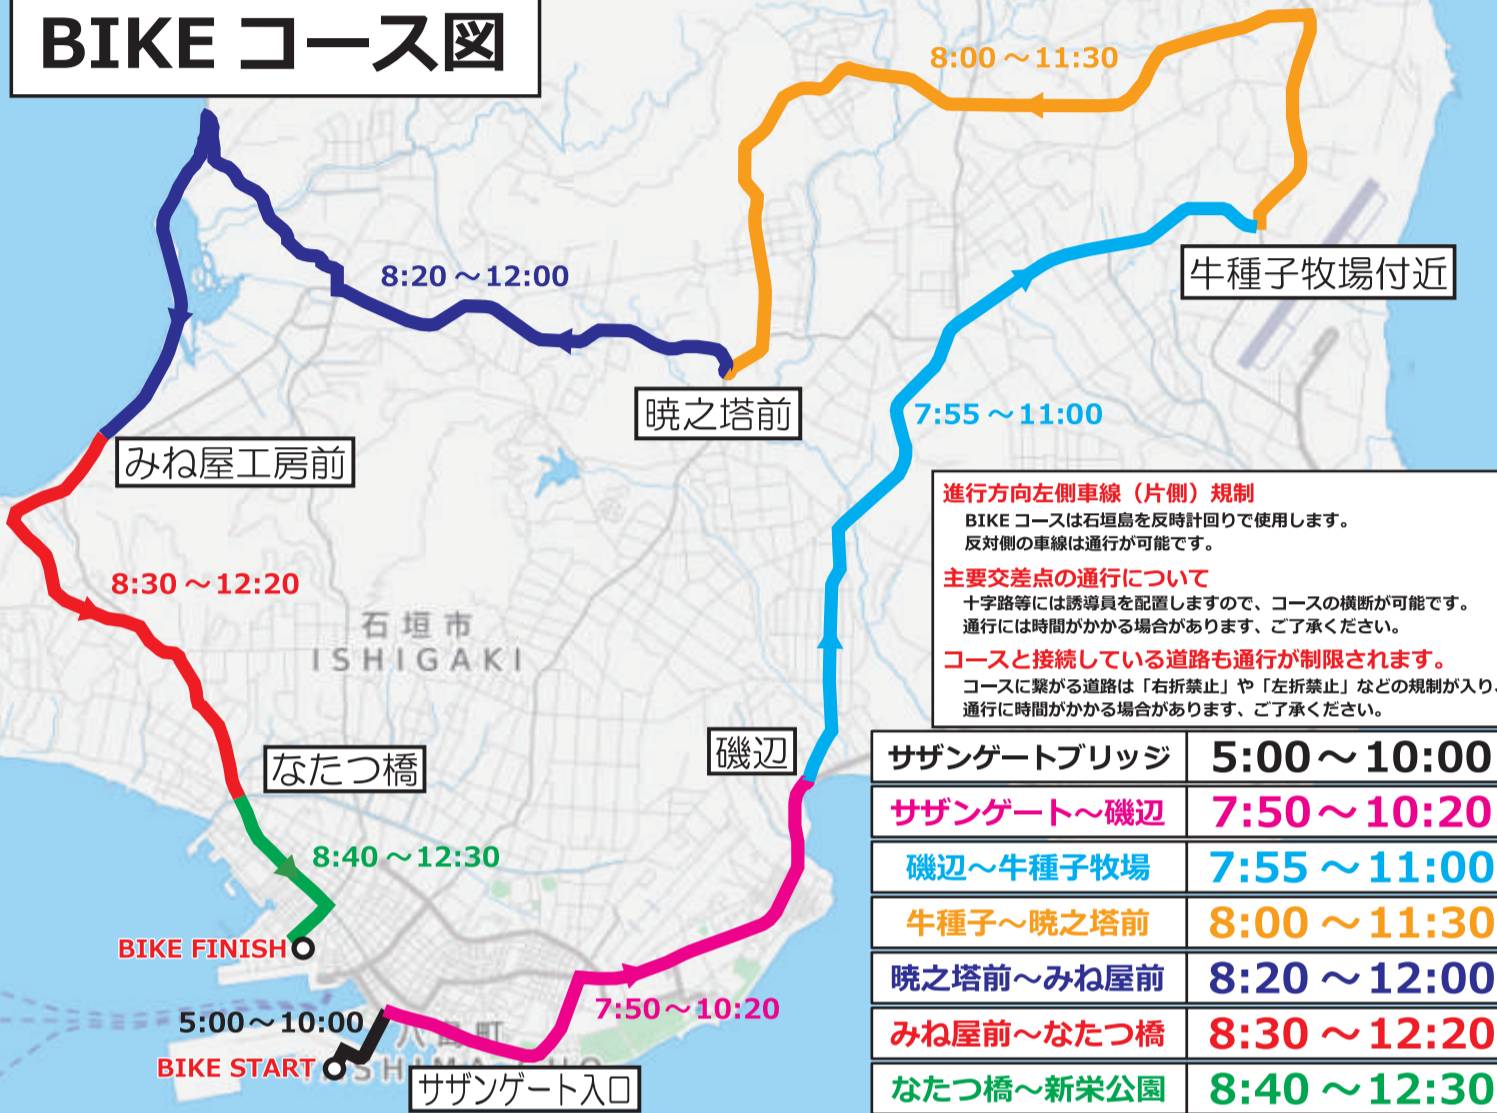 BIKE コース図
8:00～11:30
牛種子牧場付近
8:20～12:00
暁之塔前
7:55～11:00
みね屋工房前
進行方向左側車線（片側）規制
BIKE コースは石垣島を反時計回りで使用します。
反対側の車線は通行が可能です。
主要交差点の通行について
十字路等には誘導員を配置しますので、コースの横断が可能です。
通行には時間がかかる場合があります、ご了承ください。
コースと接続している道路も通行が制限されます。
コースに繋がる道路は「右折禁止」や「左折禁止」などの規制が入り、
通行に時間がかかる場合があります、ご了承ください。
8:30～12:20
石垣市
ISHIGAKI
なたつ橋
磯辺
8:40～12:30
BIKE FINISH
7:50～10:20
5:00～10:00
BIKE START
サザンゲート入口
サザンゲートブリッジ 5:00～10:00
サザンゲート～磯辺 7:50～10:20
磯辺～牛種子牧場 7:55～11:00
牛種子～暁之塔前 8:00～11:30
暁之塔前～みね屋前 8:20～12:00
みね屋前～なたつ橋 8:30～12:20
なたつ橋～新栄公園 8:40～12:30